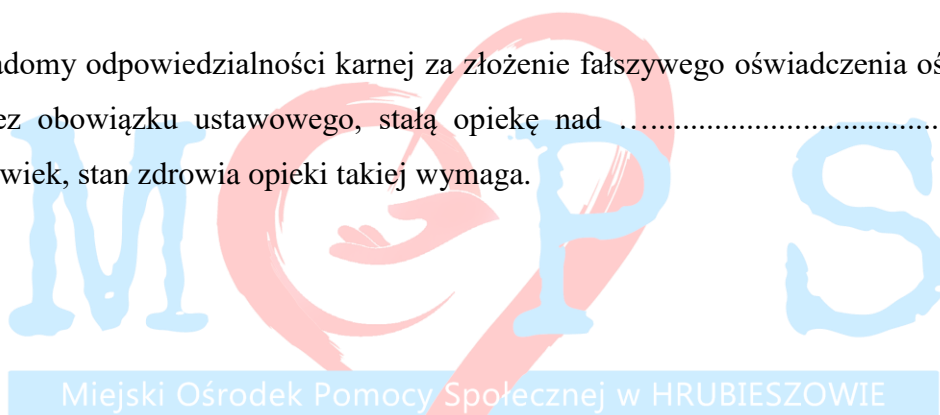 adomy odpowiedzialności karnej za złożenie fałszywego oświadczenia oś
ez obowiązku ustawowego, stałą opiekę nad …......................................
wiek, stan zdrowia opieki takiej wymaga.
M P S
Miejski Ośrodek Pomocy Społecznej w HRUBIESZOWIE